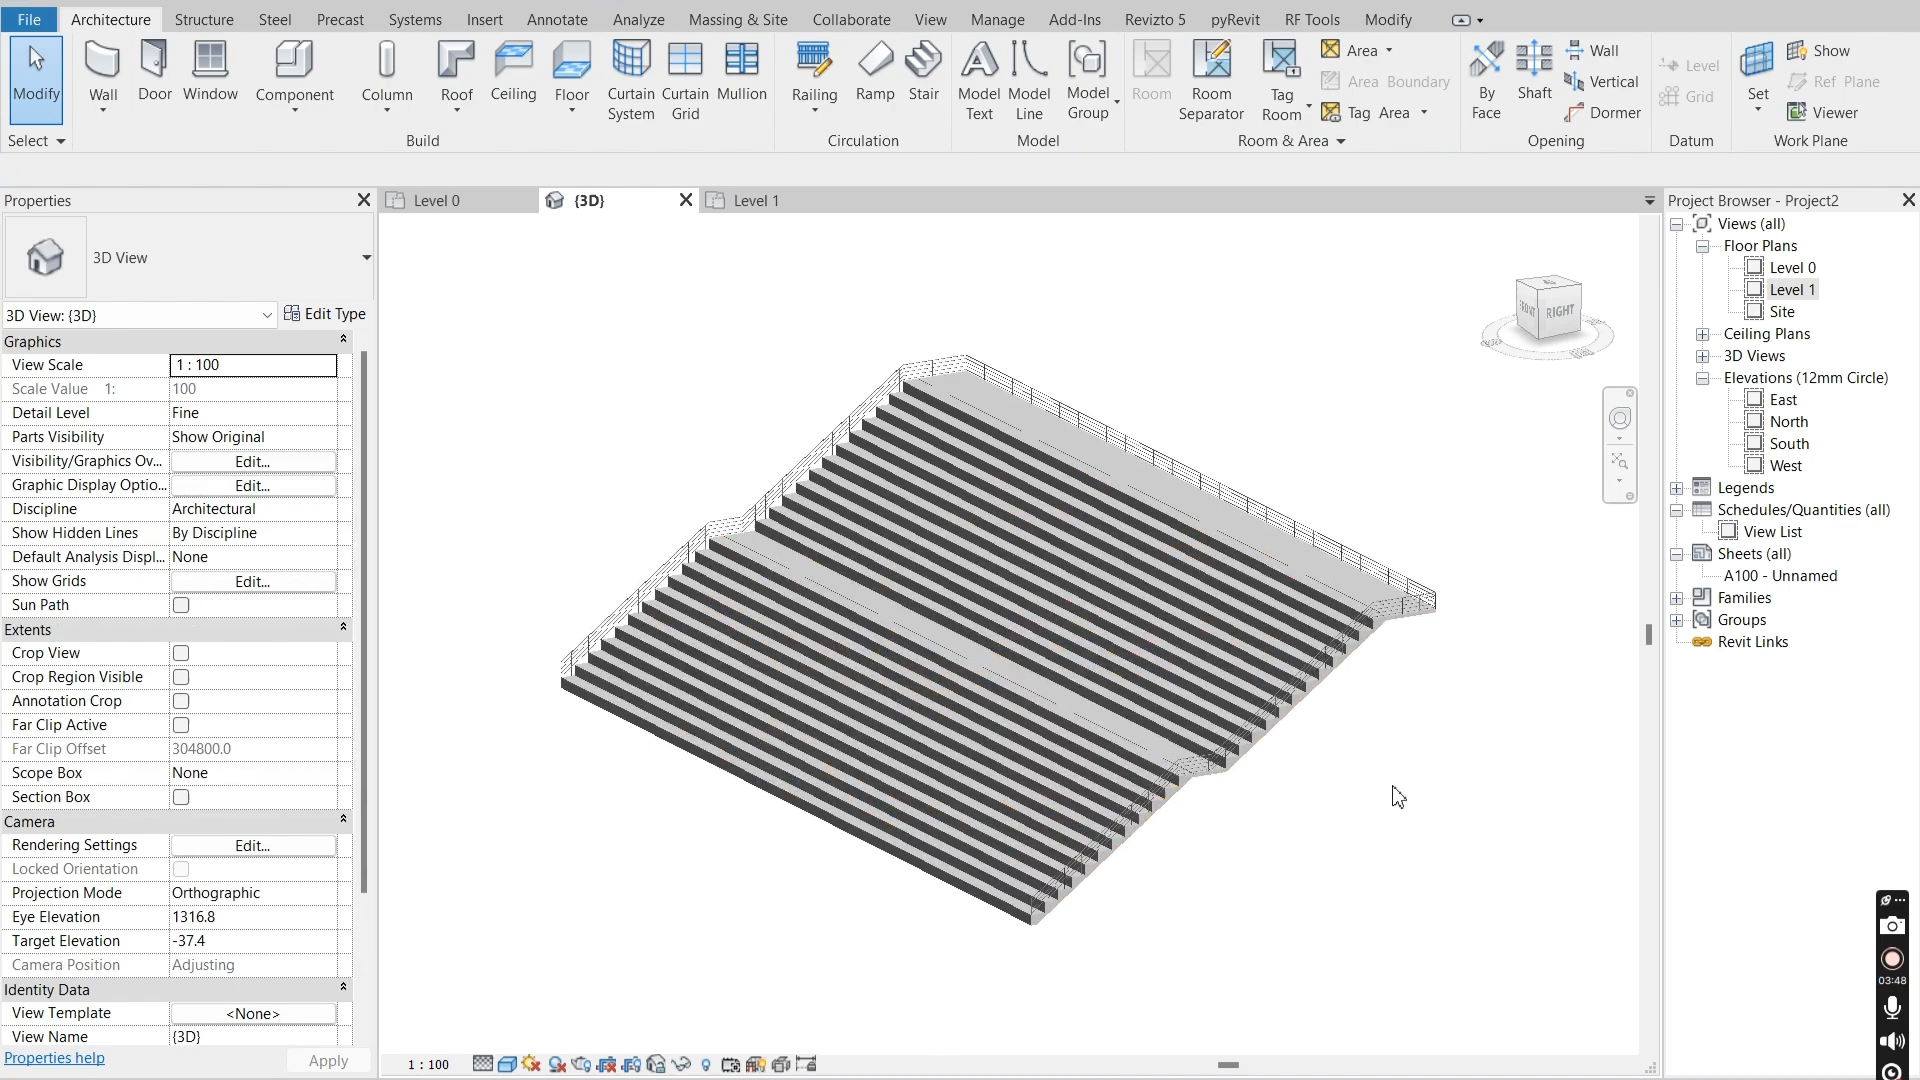 File Architecture Structure Steel Precast Systems Insert Annotate Analyze Massing & Site Collaborate View Manage Add-Ins Revizto 5 pyRevit RF Tools Modify
Modify Wall Door Window Component Column Roof Ceiling Floor Curtain System Curtain Grid Mullion Railing Ramp Stair Model Text Model Line Model Group Room Room Separator Tag Room Area Area Boundary Tag Area By Face Shaft Wall Vertical Dormer Level Grid Set Show Ref Plane Viewer
Select Build Circulation Model Room & Area Opening Datum Work Plane
Properties
Level 0
{3D}
Level 1
3D View
3D View: {3D} Edit Type
Graphics
View Scale 1 : 100
Scale Value 1: 100
Detail Level Fine
Parts Visibility Show Original
Visibility/Graphics Ov... Edit...
Graphic Display Optio... Edit...
Discipline Architectural
Show Hidden Lines By Discipline
Default Analysis Displ... None
Show Grids Edit...
Sun Path
Extents
Crop View
Crop Region Visible
Annotation Crop
Far Clip Active
Far Clip Offset 304800.0
Scope Box None
Section Box
Camera
Rendering Settings Edit...
Locked Orientation
Projection Mode Orthographic
Eye Elevation 1316.8
Target Elevation -37.4
Camera Position Adjusting
Identity Data
View Template <None>
View Name {3D}
Properties help Apply
FRONT RIGHT
1 : 100
Project Browser - Project2
Views (all)
Floor Plans
Level 0
Level 1
Site
Ceiling Plans
3D Views
Elevations (12mm Circle)
East
North
South
West
Legends
Schedules/Quantities (all)
View List
Sheets (all)
A100 - Unnamed
Families
Groups
Revit Links
03:48